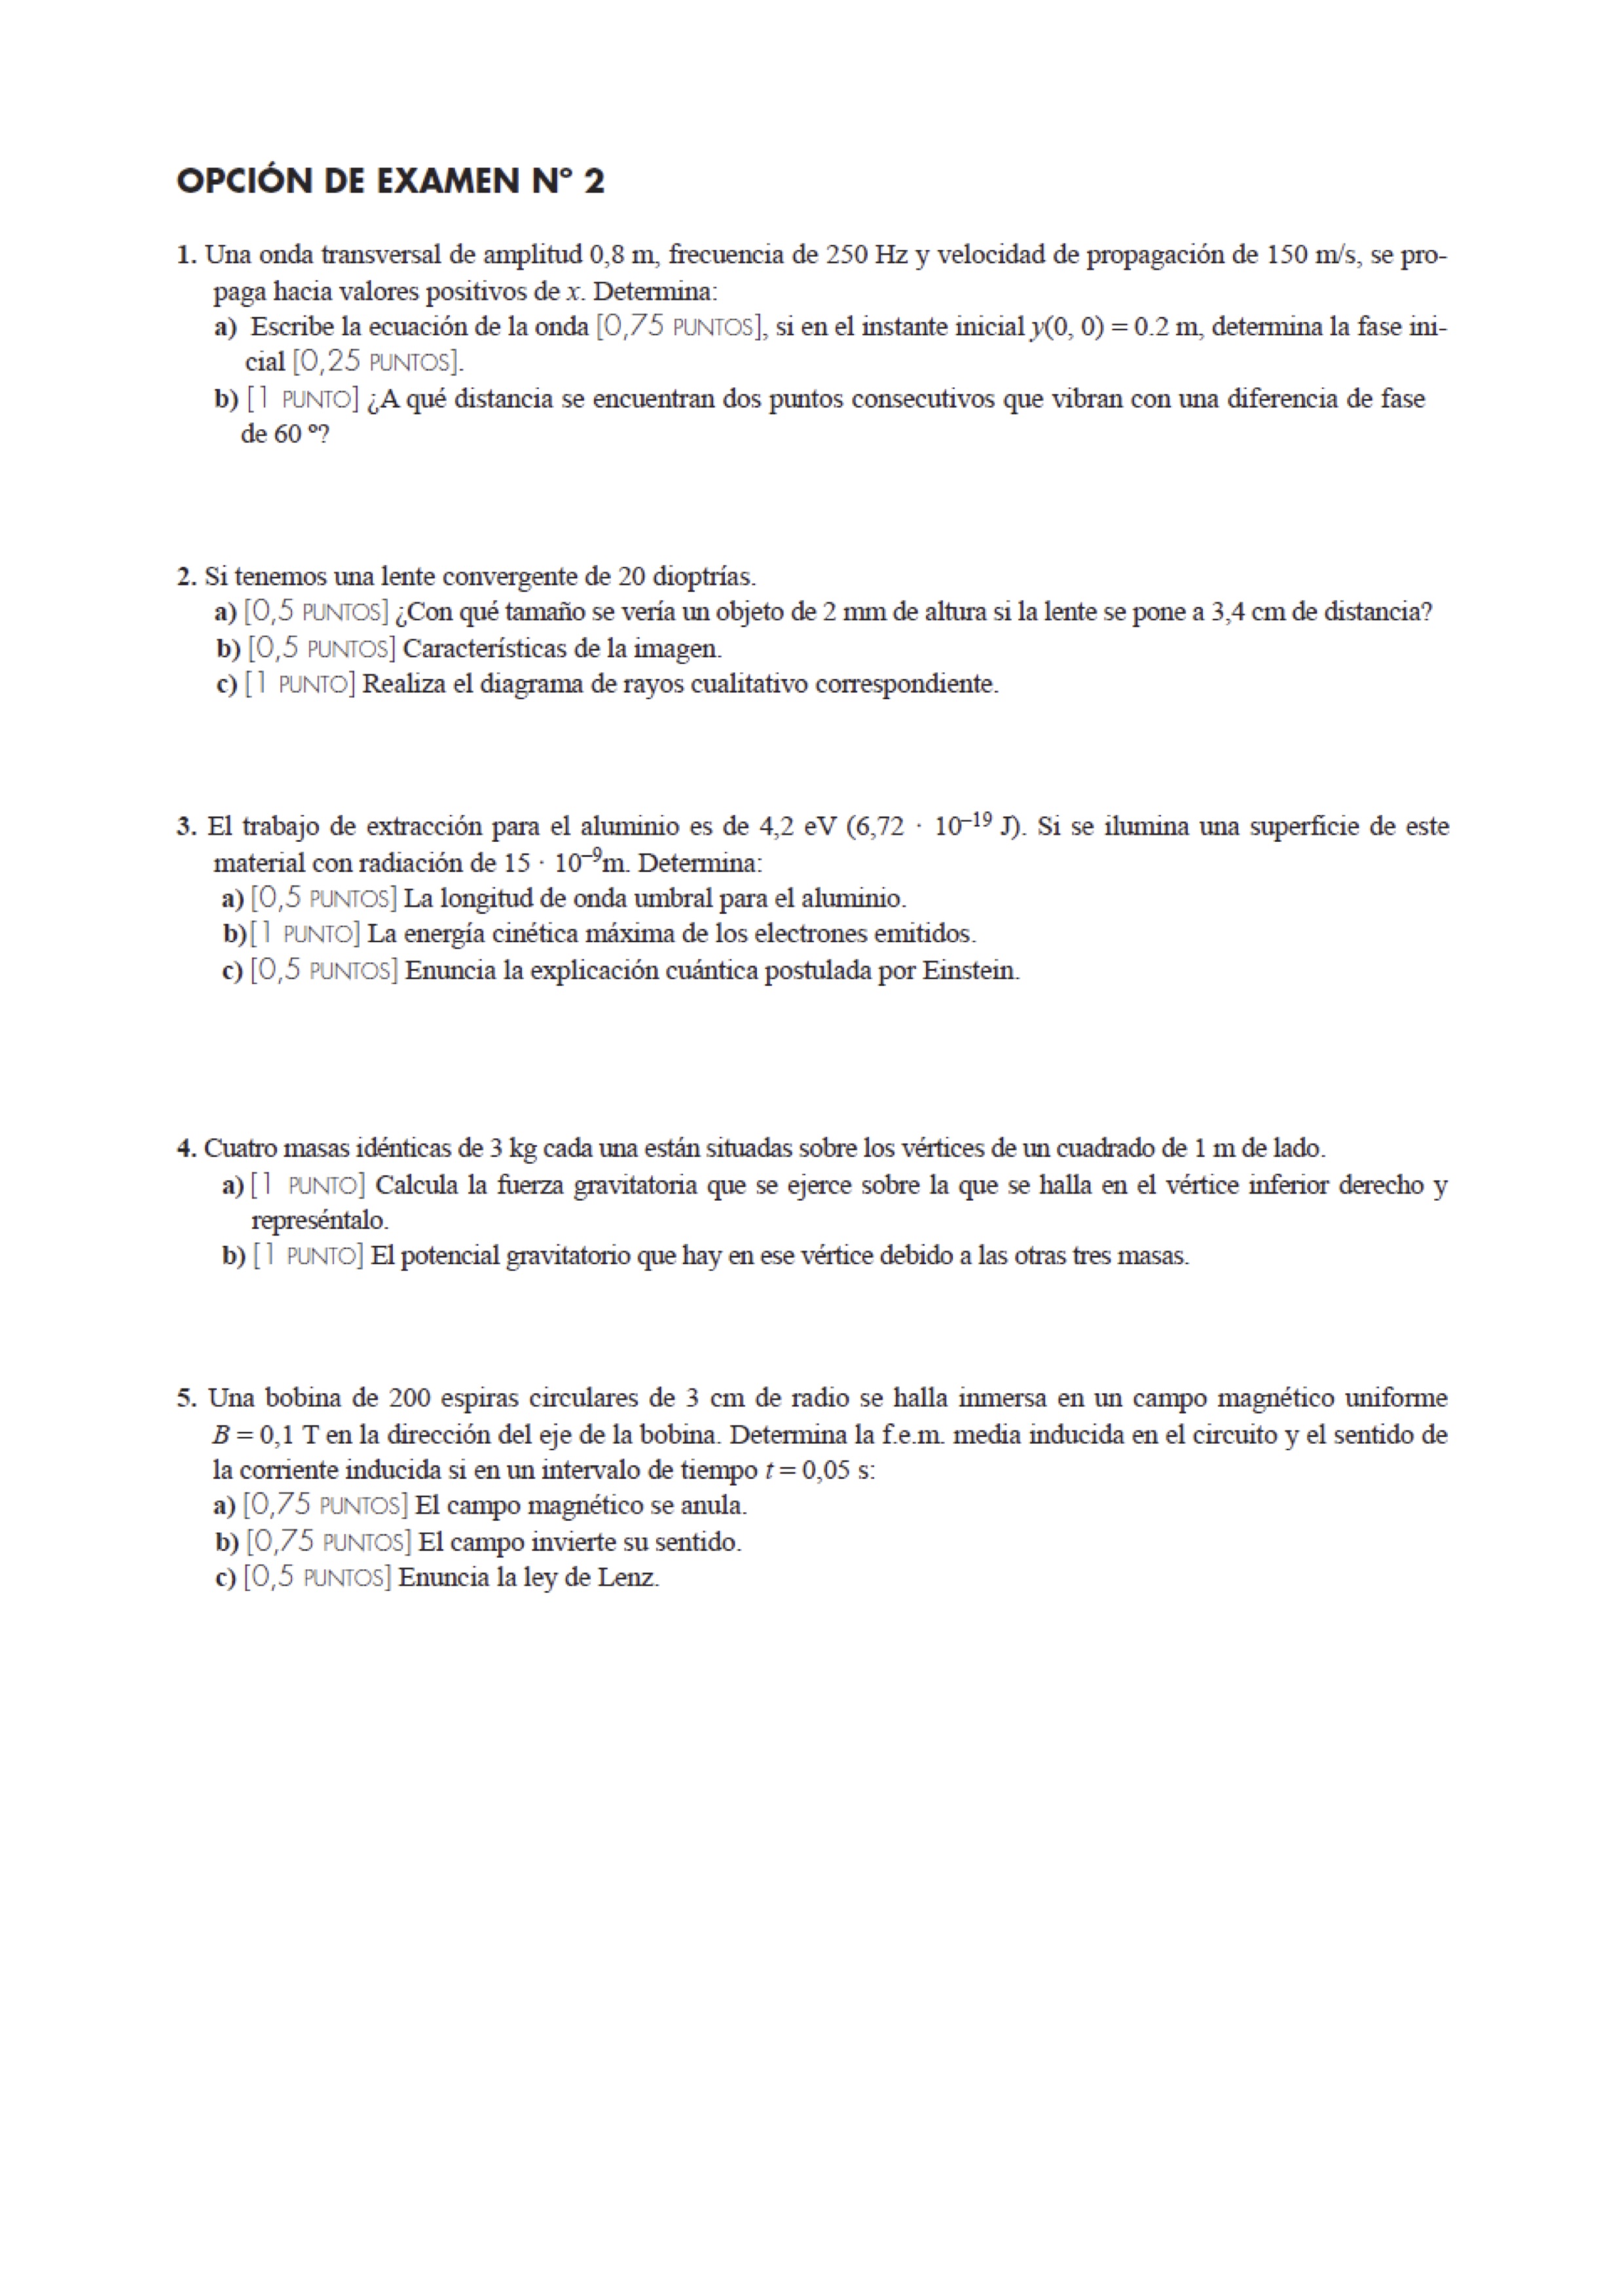 OPCIÓN DE EXAMEN Nº 2
1. Una onda transversal de amplitud 0,8 m, frecuencia de 250 Hz y velocidad de propagación de 150 m/s, se pro-
paga hacia valores positivos de x. Determina:
a) Escribe la ecuación de la onda [0,75 PUNTOS], si en el instante inicial y(0, 0) = 0.2 m, determina la fase ini-
cial [0,25 PUNTOS].
b) [1 PUNTO] ¿A qué distancia se encuentran dos puntos consecutivos que vibran con una diferencia de fase
de 60 º?
2. Si tenemos una lente convergente de 20 dioptrías.
a) [0,5 PUNTOS] ¿Con qué tamaño se vería un objeto de 2 mm de altura si la lente se pone a 3,4 cm de distancia?
b) [0,5 PUNTOS] Características de la imagen.
c) [1 PUNTO] Realiza el diagrama de rayos cualitativo correspondiente.
3. El trabajo de extracción para el aluminio es de 4,2 eV (6,72 · 10⁻¹⁹ J). Si se ilumina una superficie de este
material con radiación de 15 · 10⁻⁹m. Determina:
a) [0,5 PUNTOS] La longitud de onda umbral para el aluminio.
b)[1 PUNTO] La energía cinética máxima de los electrones emitidos.
c) [0,5 PUNTOS] Enuncia la explicación cuántica postulada por Einstein.
4. Cuatro masas idénticas de 3 kg cada una están situadas sobre los vértices de un cuadrado de 1 m de lado.
a) [1 PUNTO] Calcula la fuerza gravitatoria que se ejerce sobre la que se halla en el vértice inferior derecho y
represéntalo.
b) [1 PUNTO] El potencial gravitatorio que hay en ese vértice debido a las otras tres masas.
5. Una bobina de 200 espiras circulares de 3 cm de radio se halla inmersa en un campo magnético uniforme
B = 0,1 T en la dirección del eje de la bobina. Determina la f.e.m. media inducida en el circuito y el sentido de
la corriente inducida si en un intervalo de tiempo t = 0,05 s:
a) [0,75 PUNTOS] El campo magnético se anula.
b) [0,75 PUNTOS] El campo invierte su sentido.
c) [0,5 PUNTOS] Enuncia la ley de Lenz.